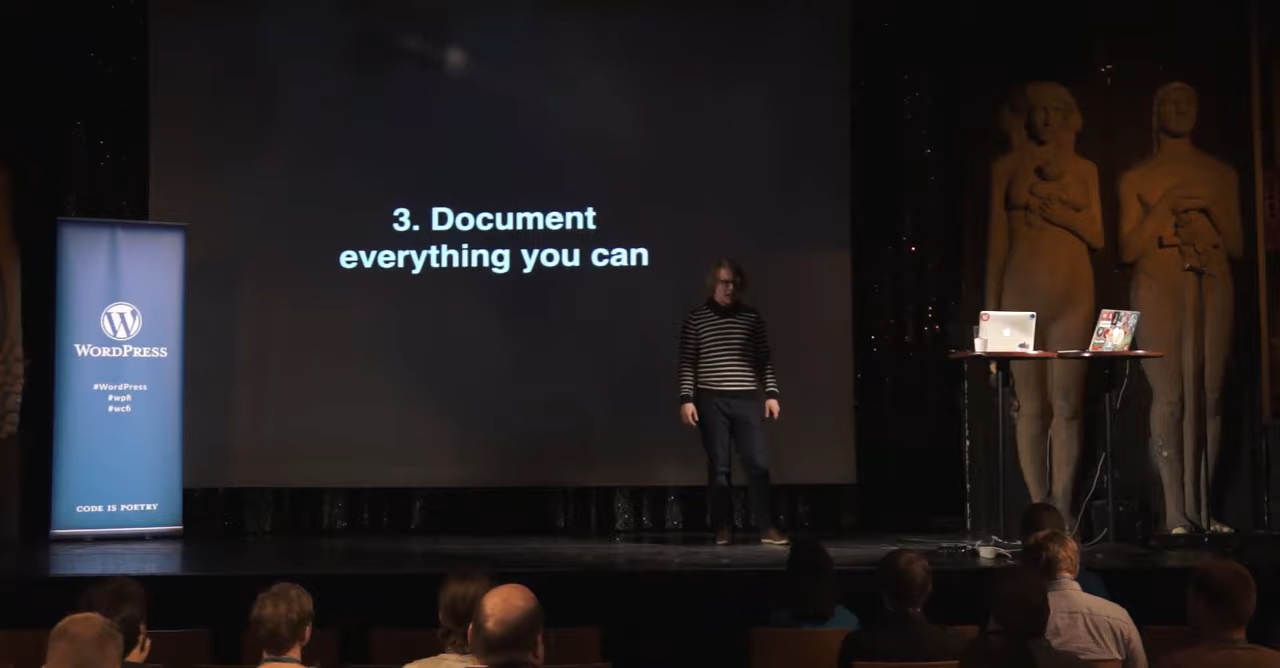 3. Document
everything you can
WORDPRESS
#WordPress
#wpfi
#wcfi
CODE IS POETRY